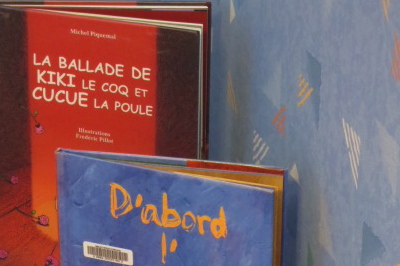 Michel Piquemal
LA BALLADE DE
KIKI LE COQ ET
CUCUE LA POULE
Illustrations
Frédéric Pillot
D'abord
l'